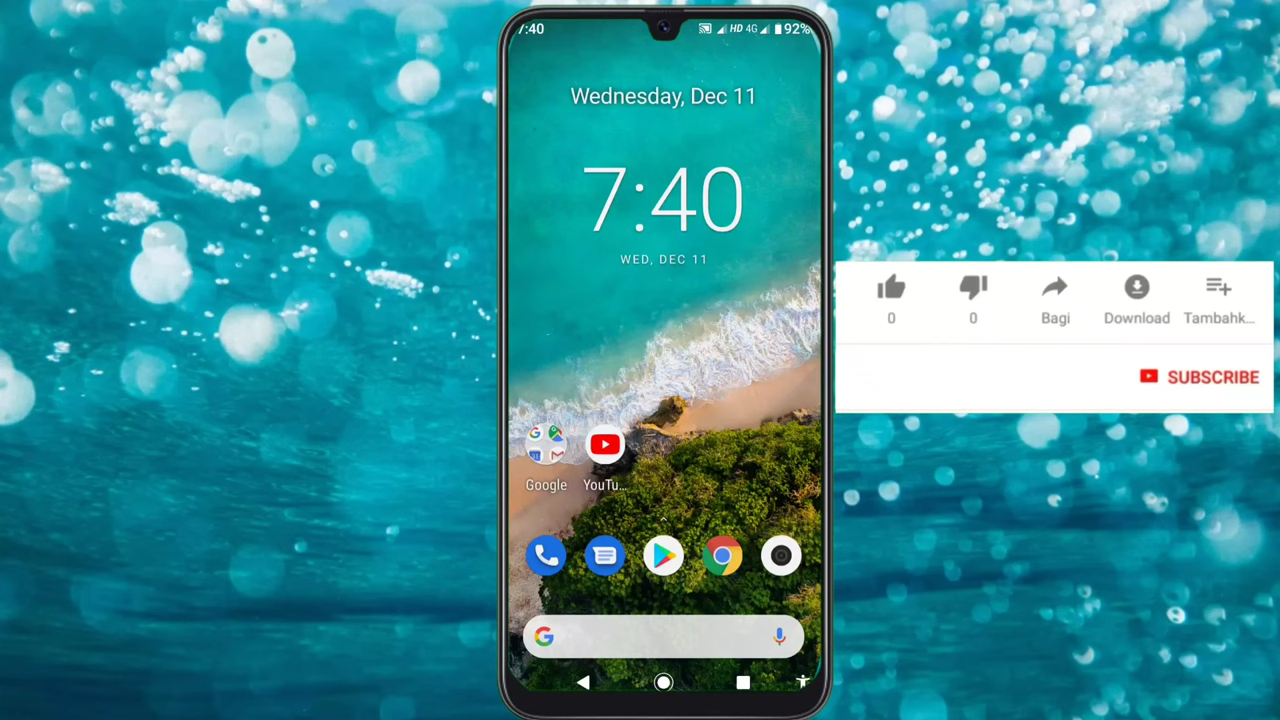 7:40 HD 4G 92%
Wednesday, Dec 11
7:40
WED, DEC 11
Google YouTu...
0 0 Bagi Download Tambahk...
SUBSCRIBE